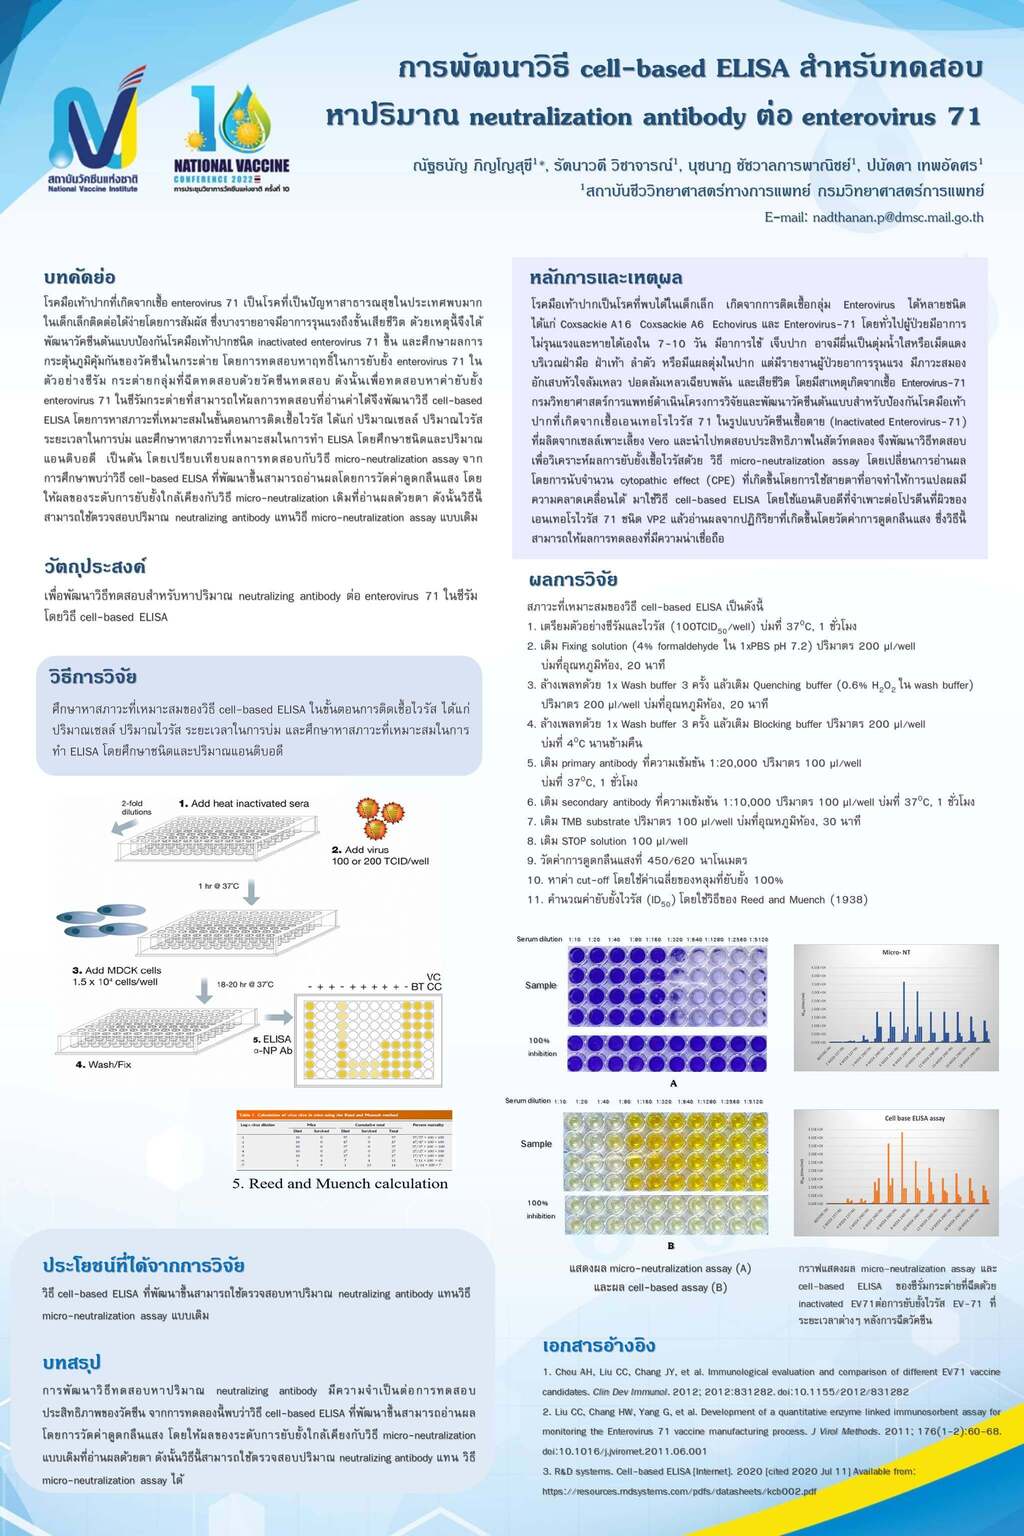 การพัฒนาวิธี cell-based ELISA สำหรับทดสอบ
หาปริมาณ neutralization antibody ต่อ enterovirus 71
ณัฐธนัญ ภิญโญสุขี¹*, รัตนาวดี วิชาจารณ์¹, นุชนาฏ ชัชวาลการพาณิชย์¹, ปนัดดา เทพอัคศร¹
¹สถาบันชีววิทยาศาสตร์ทางการแพทย์ กรมวิทยาศาสตร์การแพทย์
E-mail: nadthanan.p@dmsc.mail.go.th
สถาบันวัคซีนแห่งชาติ
National Vaccine Institute
NATIONAL VACCINE
CONFERENCE 2022
การประชุมวิชาการวัคซีนแห่งชาติ ครั้งที่ 10
บทคัดย่อ
โรคมือเท้าปากที่เกิดจากเชื้อ enterovirus 71 เป็นโรคที่เป็นปัญหาสาธารณสุขในประเทศพบมาก
ในเด็กเล็กติดต่อได้ง่ายโดยการสัมผัส ซึ่งบางรายอาจมีอาการรุนแรงถึงขั้นเสียชีวิต ด้วยเหตุนี้จึงได้
พัฒนาวัคซีนต้นแบบป้องกันโรคมือเท้าปากชนิด inactivated enterovirus 71 ขึ้น และศึกษาผลการ
กระตุ้นภูมิคุ้มกันของวัคซีนในกระต่าย โดยการทดสอบหาฤทธิ์ในการยับยั้ง enterovirus 71 ใน
ตัวอย่างซีรัม กระต่ายกลุ่มที่ฉีดทดสอบด้วยวัคซีนทดสอบ ดังนั้นเพื่อทดสอบหาค่ายับยั้ง
enterovirus 71 ในซีรัมกระต่ายที่สามารถให้ผลการทดสอบที่อ่านค่าได้จึงพัฒนาวิธี cell-based
ELISA โดยการหาสภาวะที่เหมาะสมในขั้นตอนการติดเชื้อไวรัส ได้แก่ ปริมาณเซลล์ ปริมาณไวรัส
ระยะเวลาในการบ่ม และศึกษาหาสภาวะที่เหมาะสมในการทำ ELISA โดยศึกษาชนิดและปริมาณ
แอนติบอดี เป็นต้น โดยเปรียบเทียบผลการทดสอบกับวิธี micro-neutralization assay จาก
การศึกษาพบว่าวิธี cell-based ELISA ที่พัฒนาขึ้นสามารถอ่านผลโดยการวัดค่าดูดกลืนแสง โดย
ให้ผลของระดับการยับยั้งใกล้เคียงกับวิธี micro-neutralization เดิมที่อ่านผลด้วยตา ดังนั้นวิธีนี้
สามารถใช้ตรวจสอบปริมาณ neutralizing antibody แทนวิธี micro-neutralization assay แบบเดิม
วัตถุประสงค์
เพื่อพัฒนาวิธีทดสอบสำหรับหาปริมาณ neutralizing antibody ต่อ enterovirus 71 ในซีรัม
โดยวิธี cell-based ELISA
วิธีการวิจัย
ศึกษาหาสภาวะที่เหมาะสมของวิธี cell-based ELISA ในขั้นตอนการติดเชื้อไวรัส ได้แก่
ปริมาณเซลล์ ปริมาณไวรัส ระยะเวลาในการบ่ม และศึกษาหาสภาวะที่เหมาะสมในการ
ทำ ELISA โดยศึกษาชนิดและปริมาณแอนติบอดี
2-fold
dilutions
1. Add heat inactivated sera
2. Add virus
100 or 200 TCID/well
1 hr @ 37°C
3. Add MDCK cells
1.5 x 10⁴ cells/well
18-20 hr @ 37°C
VC
- + + - + + + + + - BT CC
5. ELISA
α-NP Ab
4. Wash/Fix
Table 1. Calculation of virus titer in mice using the Reed and Muench method
Log10 virus dilution Mice Cumulative total Percent mortality
Died Survived Died Survived Total
5. Reed and Muench calculation
ประโยชน์ที่ได้จากการวิจัย
วิธี cell-based ELISA ที่พัฒนาขึ้นสามารถใช้ตรวจสอบหาปริมาณ neutralizing antibody แทนวิธี
micro-neutralization assay แบบเดิม
บทสรุป
การพัฒนาวิธีทดสอบหาปริมาณ neutralizing antibody มีความจำเป็นต่อการทดสอบ
ประสิทธิภาพของวัคซีน จากการทดลองนี้พบว่าวิธี cell-based ELISA ที่พัฒนาขึ้นสามารถอ่านผล
โดยการวัดค่าดูดกลืนแสง โดยให้ผลของระดับการยับยั้งใกล้เคียงกับวิธี micro-neutralization
แบบเดิมที่อ่านผลด้วยตา ดังนั้นวิธีนี้สามารถใช้ตรวจสอบปริมาณ neutralizing antibody แทน วิธี
micro-neutralization assay ได้
หลักการและเหตุผล
โรคมือเท้าปากเป็นโรคที่พบได้ในเด็กเล็ก เกิดจากการติดเชื้อกลุ่ม Enterovirus ได้หลายชนิด
ได้แก่ Coxsackie A16 Coxsackie A6 Echovirus และ Enterovirus-71 โดยทั่วไปผู้ป่วยมีอาการ
ไม่รุนแรงและหายได้เองใน 7-10 วัน มีอาการไข้ เจ็บปาก อาจมีผื่นเป็นตุ่มน้ำใสหรือเม็ดแดง
บริเวณฝ่ามือ ฝ่าเท้า ลำตัว หรือมีแผลตุ่มในปาก แต่มีรายงานผู้ป่วยอาการรุนแรง มีภาวะสมอง
อักเสบหัวใจล้มเหลว ปอดล้มเหลวเฉียบพลัน และเสียชีวิต โดยมีสาเหตุเกิดจากเชื้อ Enterovirus-71
กรมวิทยาศาสตร์การแพทย์ดำเนินโครงการวิจัยและพัฒนาวัคซีนต้นแบบสำหรับป้องกันโรคมือเท้า
ปากที่เกิดจากเชื้อเอนเทอโรไวรัส 71 ในรูปแบบวัคซีนเชื้อตาย (Inactivated Enterovirus-71)
ที่ผลิตจากเซลล์เพาะเลี้ยง Vero และนำไปทดสอบประสิทธิภาพในสัตว์ทดลอง จึงพัฒนาวิธีทดสอบ
เพื่อวิเคราะห์ผลการยับยั้งเชื้อไวรัสด้วย วิธี micro-neutralization assay โดยเปลี่ยนการอ่านผล
โดยการนับจำนวน cytopathic effect (CPE) ที่เกิดขึ้นโดยการใช้สายตาที่อาจทำให้การแปลผลมี
ความคลาดเคลื่อนได้ มาใช้วิธี cell-based ELISA โดยใช้แอนติบอดีที่จำเพาะต่อโปรตีนที่ผิวของ
เอนเทอโรไวรัส 71 ชนิด VP2 แล้วอ่านผลจากปฏิกิริยาที่เกิดขึ้นโดยวัดค่าการดูดกลืนแสง ซึ่งวิธีนี้
สามารถให้ผลการทดลองที่มีความน่าเชื่อถือ
ผลการวิจัย
สภาวะที่เหมาะสมของวิธี cell-based ELISA เป็นดังนี้
1. เตรียมตัวอย่างซีรัมและไวรัส (100TCID₅₀/well) บ่มที่ 37⁰C, 1 ชั่วโมง
2. เติม Fixing solution (4% formaldehyde ใน 1xPBS pH 7.2) ปริมาตร 200 µl/well
บ่มที่อุณหภูมิห้อง, 20 นาที
3. ล้างเพลทด้วย 1x Wash buffer 3 ครั้ง แล้วเติม Quenching buffer (0.6% H₂O₂ ใน wash buffer)
ปริมาตร 200 µl/well บ่มที่อุณหภูมิห้อง, 20 นาที
4. ล้างเพลทด้วย 1x Wash buffer 3 ครั้ง แล้วเติม Blocking buffer ปริมาตร 200 µl/well
บ่มที่ 4⁰C นานข้ามคืน
5. เติม primary antibody ที่ความเข้มข้น 1:20,000 ปริมาตร 100 µl/well
บ่มที่ 37⁰C, 1 ชั่วโมง
6. เติม secondary antibody ที่ความเข้มข้น 1:10,000 ปริมาตร 100 µl/well บ่มที่ 37⁰C, 1 ชั่วโมง
7. เติม TMB substrate ปริมาตร 100 µl/well บ่มที่อุณหภูมิห้อง, 30 นาที
8. เติม STOP solution 100 µl/well
9. วัดค่าการดูดกลืนแสงที่ 450/620 นาโนเมตร
10. หาค่า cut-off โดยใช้ค่าเฉลี่ยของหลุมที่ยับยั้ง 100%
11. คำนวณค่ายับยั้งไวรัส (ID₅₀) โดยใช้วิธีของ Reed and Muench (1938)
Serum dilution 1:10 1:20 1:40 1:80 1:160 1:320 1:640 1:1280 1:2560 1:5120
Sample
100%
inhibition
A
Micro- NT
Serum dilution 1:10 1:20 1:40 1:80 1:160 1:320 1:640 1:1280 1:2560 1:5120
Sample
100%
inhibition
B
Cell base ELISA assay
แสดงผล micro-neutralization assay (A)
และผล cell-based assay (B)
กราฟแสดงผล micro-neutralization assay และ
cell-based ELISA ของซีรั่มกระต่ายที่ฉีดด้วย
inactivated EV71ต่อการยับยั้งไวรัส EV-71 ที่
ระยะเวลาต่างๆ หลังการฉีดวัคซีน
เอกสารอ้างอิง
1. Chou AH, Liu CC, Chang JY, et al. Immunological evaluation and comparison of different EV71 vaccine
candidates. Clin Dev Immunol. 2012; 2012:831282. doi:10.1155/2012/831282
2. Liu CC, Chang HW, Yang G, et al. Development of a quantitative enzyme linked immunosorbent assay for
monitoring the Enterovirus 71 vaccine manufacturing process. J Virol Methods. 2011; 176(1-2):60-68.
doi:10.1016/j.jviromet.2011.06.001
3. R&D systems. Cell-based ELISA [Internet]. 2020 [cited 2020 Jul 11] Available from:
https://resources.rndsystems.com/pdfs/datasheets/kcb002.pdf